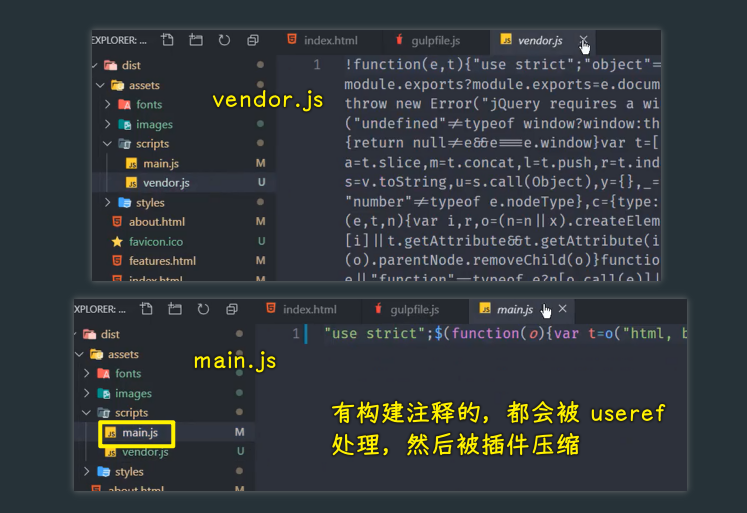 EXPLORER: ...
index.html
gulpfile.js
vendor.js
dist
assets
fonts
images
scripts
main.js M
vendor.js U
styles
about.html M
favicon.ico U
features.html M
index.html
vendor.js
1 !function(e,t){"use strict";"object"=
module.exports?module.exports=e.docum
throw new Error("jQuery requires a wi
("undefined"≠typeof window?window:th
{return null≠e&&e===e.window}var t=[
a=t.slice,m=t.concat,l=t.push,r=t.ind
s=v.toString,u=s.call(Object),y={},_=
"number"≠typeof e.nodeType},c={type:
(e,t,n){var i,r,o=(n=n||x).createElem
[i]||t.getAttribute&&t.getAttribute(i
(o).parentNode.removeChild(o)}function
e||"function"==typeof e?n[o.call(e)]||
XPLORER: ...
index.html
gulpfile.js
main.js
dist
assets
fonts
images
scripts
main.js M
vendor.js U
styles
about.html M
main.js
1 "use strict";$(function(o){var t=o("html, b
有构建注释的，都会被 useref
处理，然后被插件压缩